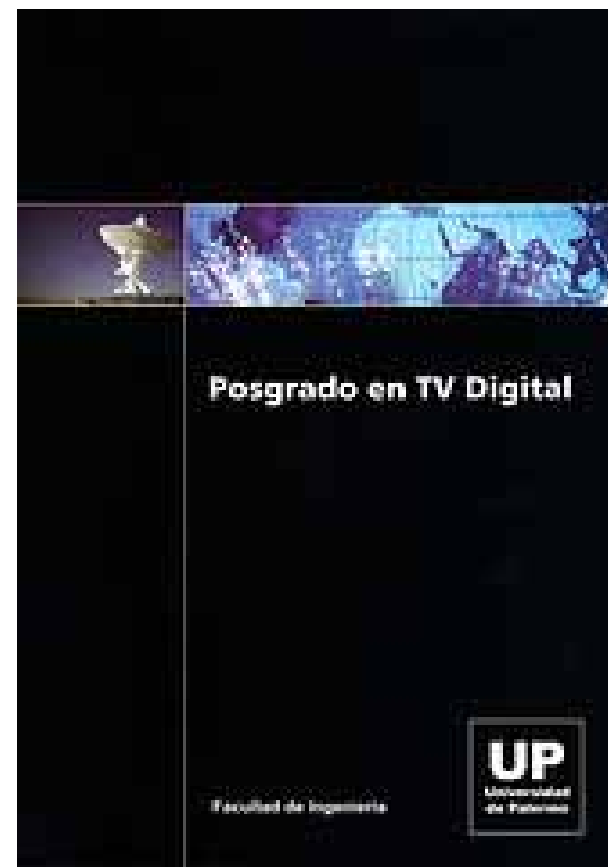 Posgrado en TV Digital
Facultad de Ingeniería
UP
Universidad
de Palermo